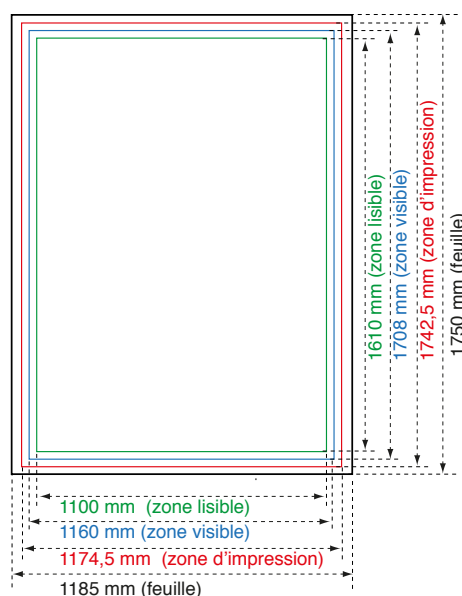 1610 mm (zone lisible)
1708 mm (zone visible)
1742,5 mm (zone d’impression)
1750 mm (feuille)
1100 mm (zone lisible)
1160 mm (zone visible)
1174,5 mm (zone d’impression)
1185 mm (feuille)